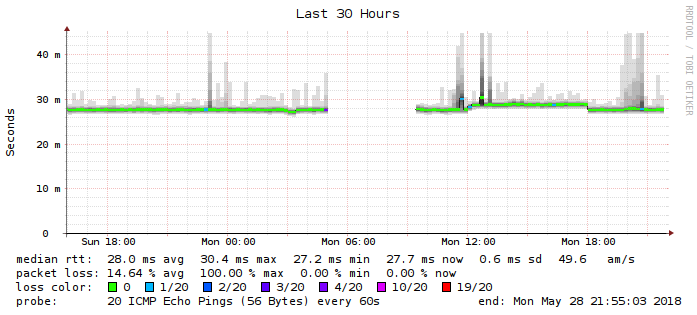 Last 30 Hours
RRDTOOL / TOBI OETIKER
Seconds
40 m
30 m
20 m
10 m
0
Sun 18:00 Mon 00:00 Mon 06:00 Mon 12:00 Mon 18:00
median rtt: 28.0 ms avg 30.4 ms max 27.2 ms min 27.7 ms now 0.6 ms sd 49.6 am/s
packet loss: 14.64 % avg 100.00 % max 0.00 % min 0.00 % now
loss color: 0 1/20 2/20 3/20 4/20 10/20 19/20
probe: 20 ICMP Echo Pings (56 Bytes) every 60s end: Mon May 28 21:55:03 2018